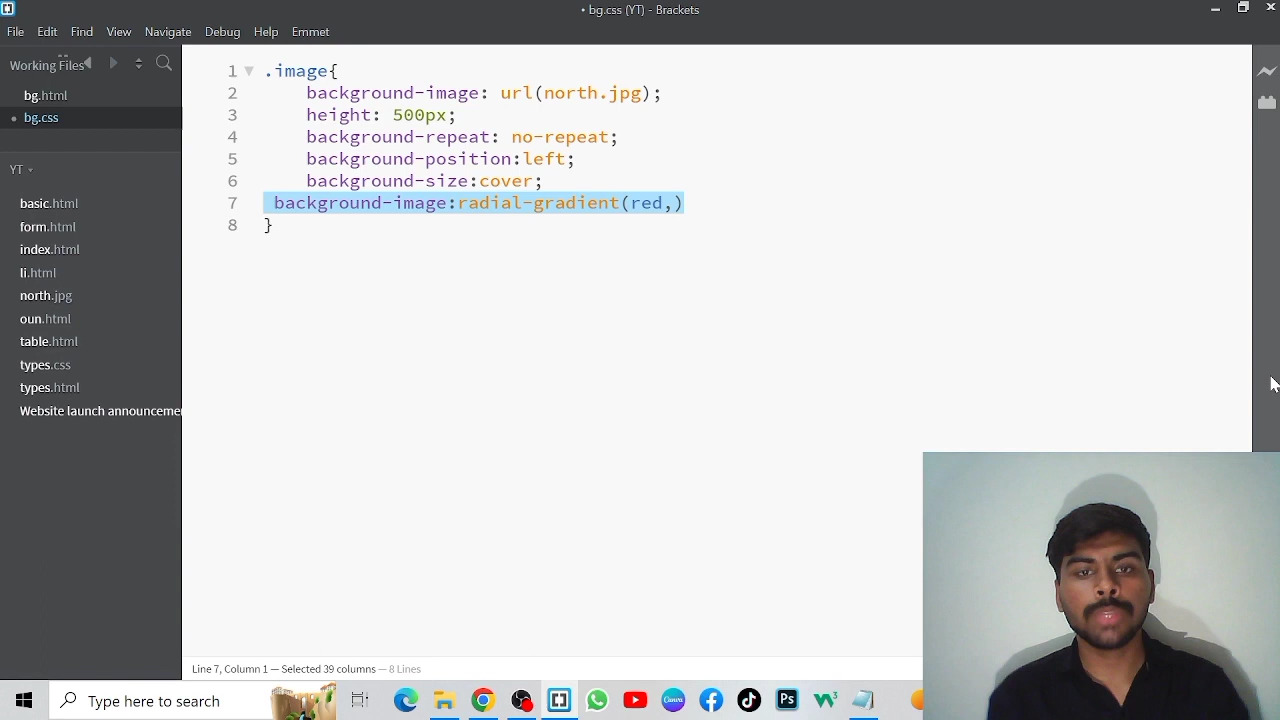 • bg.css (YT) - Brackets
File Edit Find View Navigate Debug Help Emmet
Working Files
bg.html
• bg.css
YT
basic.html
form.html
index.html
li.html
north.jpg
oun.html
table.html
types.css
types.html
Website launch announceme
1 .image{
2 background-image: url(north.jpg);
3 height: 500px;
4 background-repeat: no-repeat;
5 background-position:left;
6 background-size:cover;
7 background-image:radial-gradient(red,)
8 }
Line 7, Column 1 — Selected 39 columns — 8 Lines
Type here to search
Canva
Ps
w3